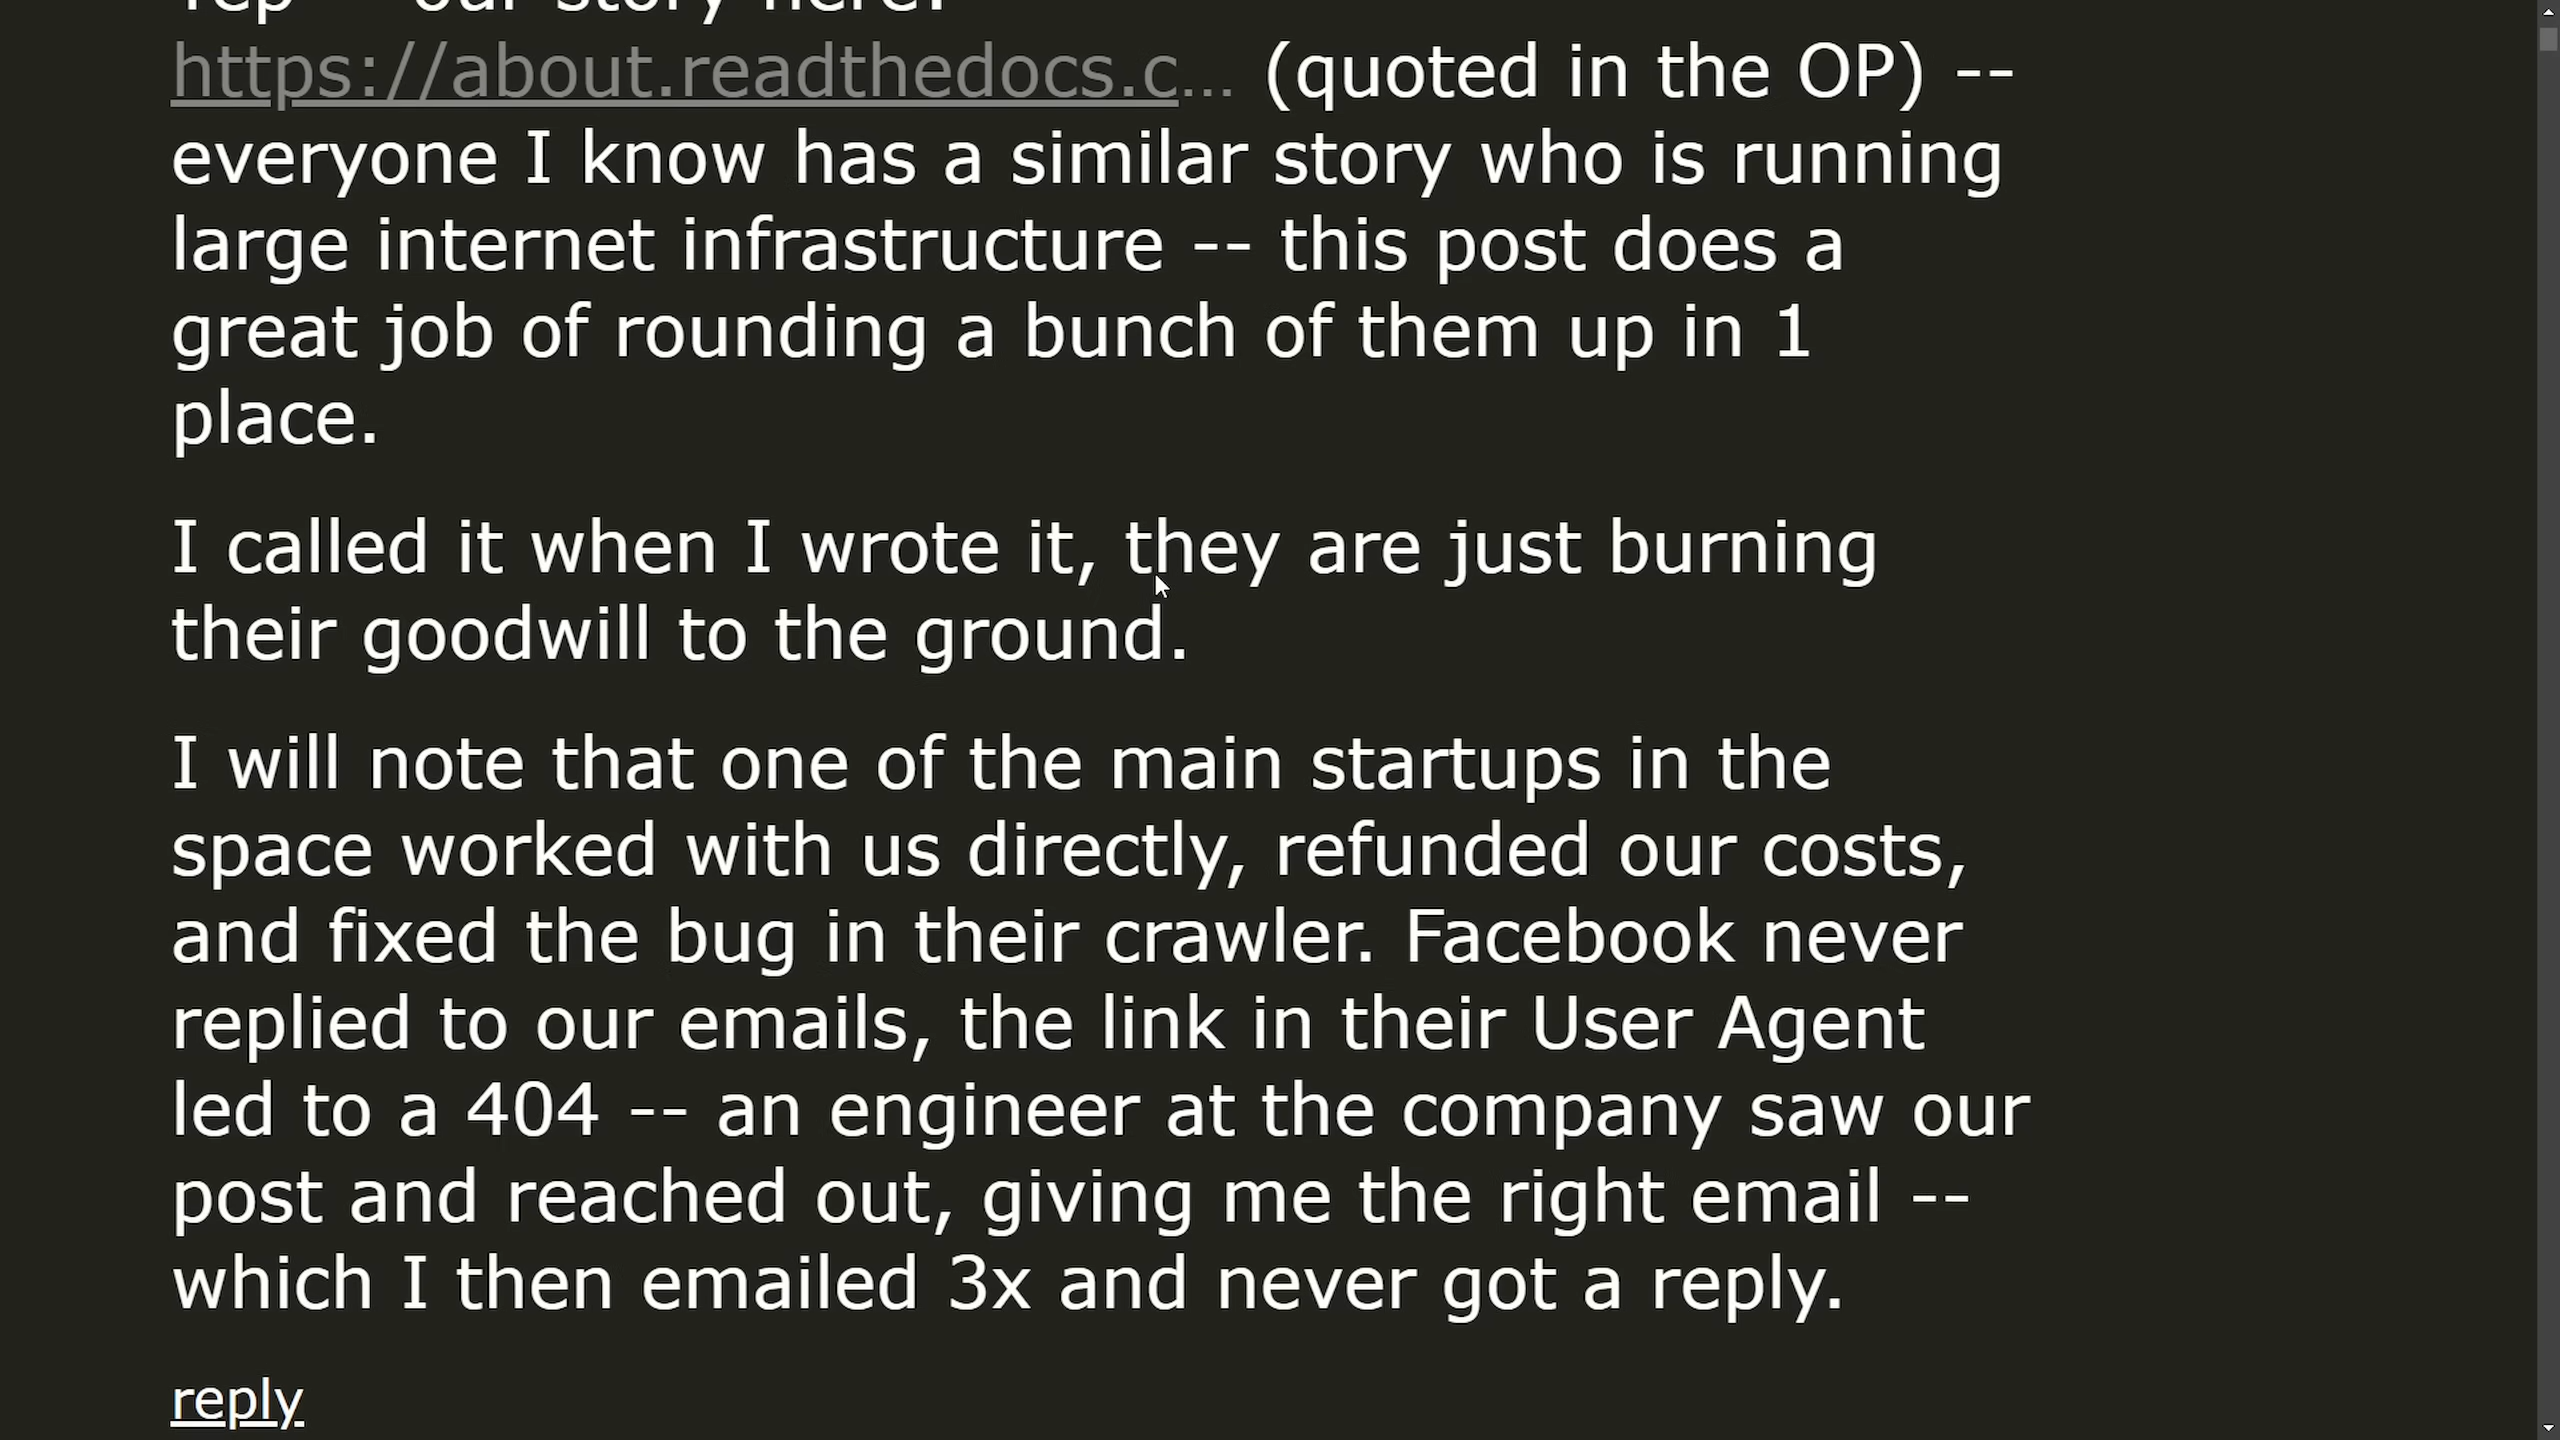 Yep -- our story here:
https://about.readthedocs.c... (quoted in the OP) --
everyone I know has a similar story who is running
large internet infrastructure -- this post does a
great job of rounding a bunch of them up in 1
place.
I called it when I wrote it, they are just burning
their goodwill to the ground.
I will note that one of the main startups in the
space worked with us directly, refunded our costs,
and fixed the bug in their crawler. Facebook never
replied to our emails, the link in their User Agent
led to a 404 -- an engineer at the company saw our
post and reached out, giving me the right email --
which I then emailed 3x and never got a reply.
reply